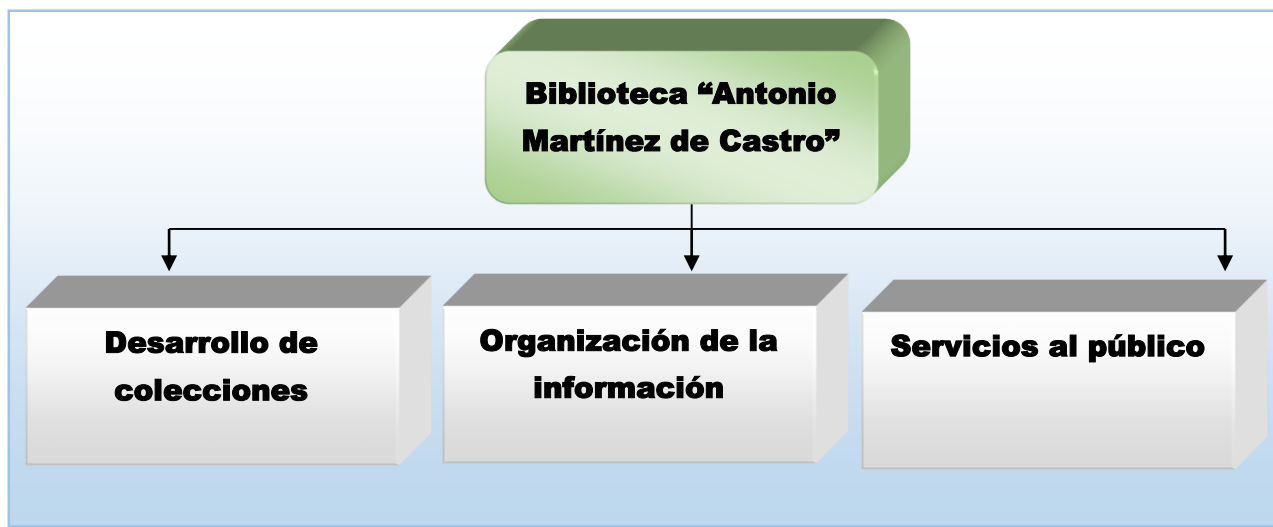 Biblioteca “Antonio
Martínez de Castro”
Desarrollo de
colecciones
Organización de la
información
Servicios al público